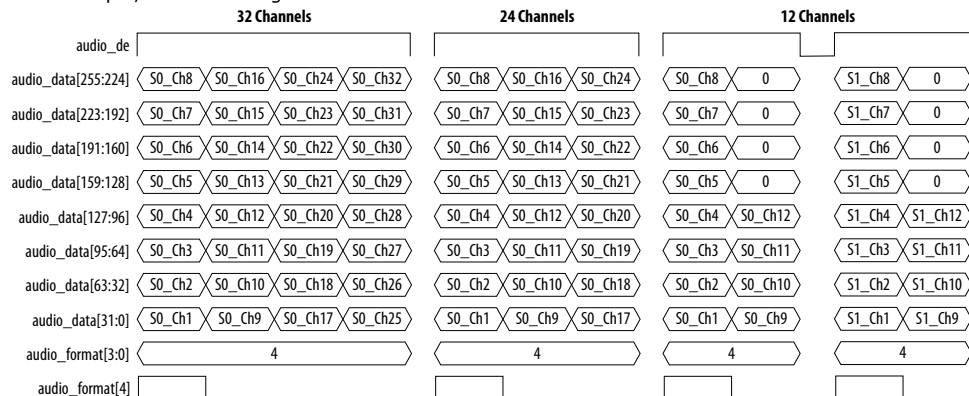 32 Channels 24 Channels 12 Channels
audio_de
audio_data[255:224] S0_Ch8 S0_Ch16 S0_Ch24 S0_Ch32 S0_Ch8 S0_Ch16 S0_Ch24 S0_Ch8 0 S1_Ch8 0
audio_data[223:192] S0_Ch7 S0_Ch15 S0_Ch23 S0_Ch31 S0_Ch7 S0_Ch15 S0_Ch23 S0_Ch7 0 S1_Ch7 0
audio_data[191:160] S0_Ch6 S0_Ch14 S0_Ch22 S0_Ch30 S0_Ch6 S0_Ch14 S0_Ch22 S0_Ch6 0 S1_Ch6 0
audio_data[159:128] S0_Ch5 S0_Ch13 S0_Ch21 S0_Ch29 S0_Ch5 S0_Ch13 S0_Ch21 S0_Ch5 0 S1_Ch5 0
audio_data[127:96] S0_Ch4 S0_Ch12 S0_Ch20 S0_Ch28 S0_Ch4 S0_Ch12 S0_Ch20 S0_Ch4 S0_Ch12 S1_Ch4 S1_Ch12
audio_data[95:64] S0_Ch3 S0_Ch11 S0_Ch19 S0_Ch27 S0_Ch3 S0_Ch11 S0_Ch19 S0_Ch3 S0_Ch11 S1_Ch3 S1_Ch11
audio_data[63:32] S0_Ch2 S0_Ch10 S0_Ch18 S0_Ch26 S0_Ch2 S0_Ch10 S0_Ch18 S0_Ch2 S0_Ch10 S1_Ch2 S1_Ch10
audio_data[31:0] S0_Ch1 S0_Ch9 S0_Ch17 S0_Ch25 S0_Ch1 S0_Ch9 S0_Ch17 S0_Ch1 S0_Ch9 S1_Ch1 S1_Ch9
audio_format[3:0] 4 4 4 4
audio_format[4]